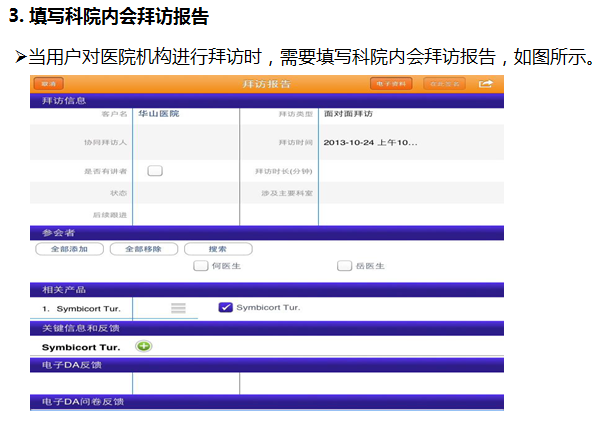 3. 填写科院内会拜访报告
➢当用户对医院机构进行拜访时，需要填写科院内会拜访报告，如图所示。
取消 拜访报告 电子资料
拜访信息
客户名 华山医院 拜访类型 面对面拜访
协同拜访人 拜访时间 2013-10-24 上午10...
是否有讲者 拜访时长(分钟)
状态 涉及主要科室
后续跟进
参会者
全部添加 全部移除 搜索
何医生 岳医生
相关产品
1. Symbicort Tur. Symbicort Tur.
关键信息和反馈
Symbicort Tur.
电子DA反馈
电子DA问卷反馈